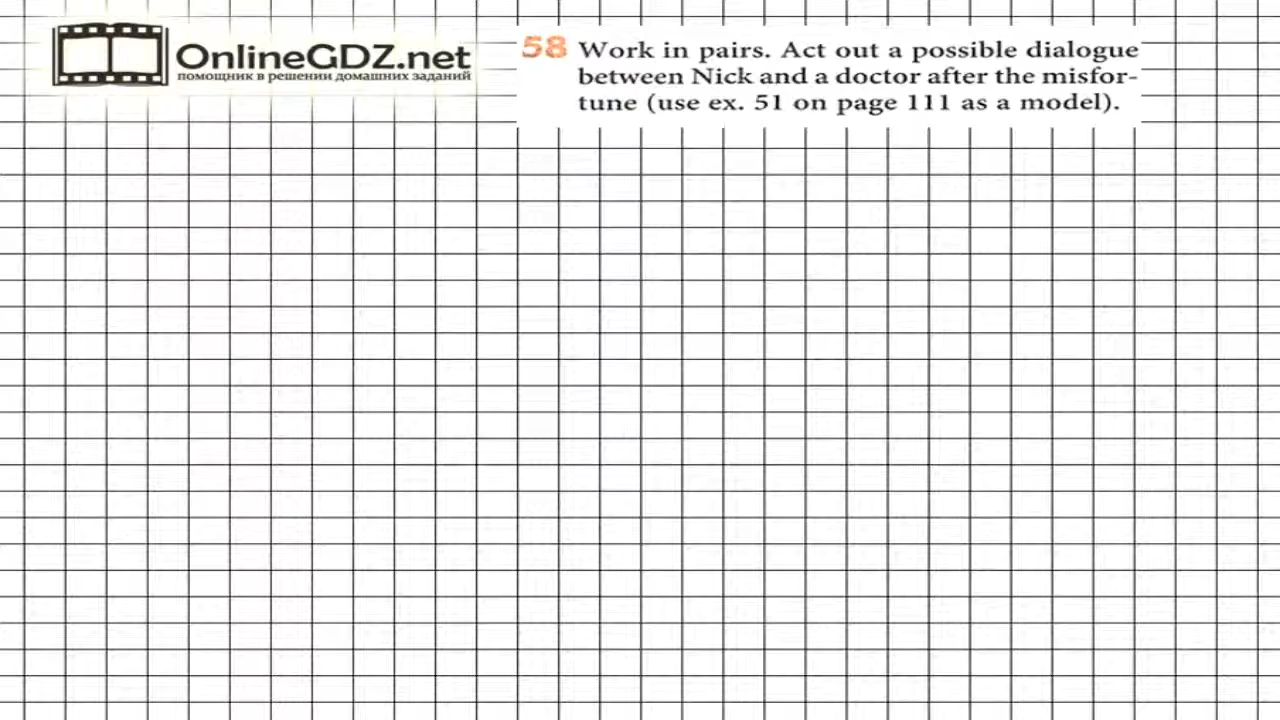 OnlineGDZ.net
помощник в решении домашних заданий
58 Work in pairs. Act out a possible dialogue
between Nick and a doctor after the misfor-
tune (use ex. 51 on page 111 as a model).